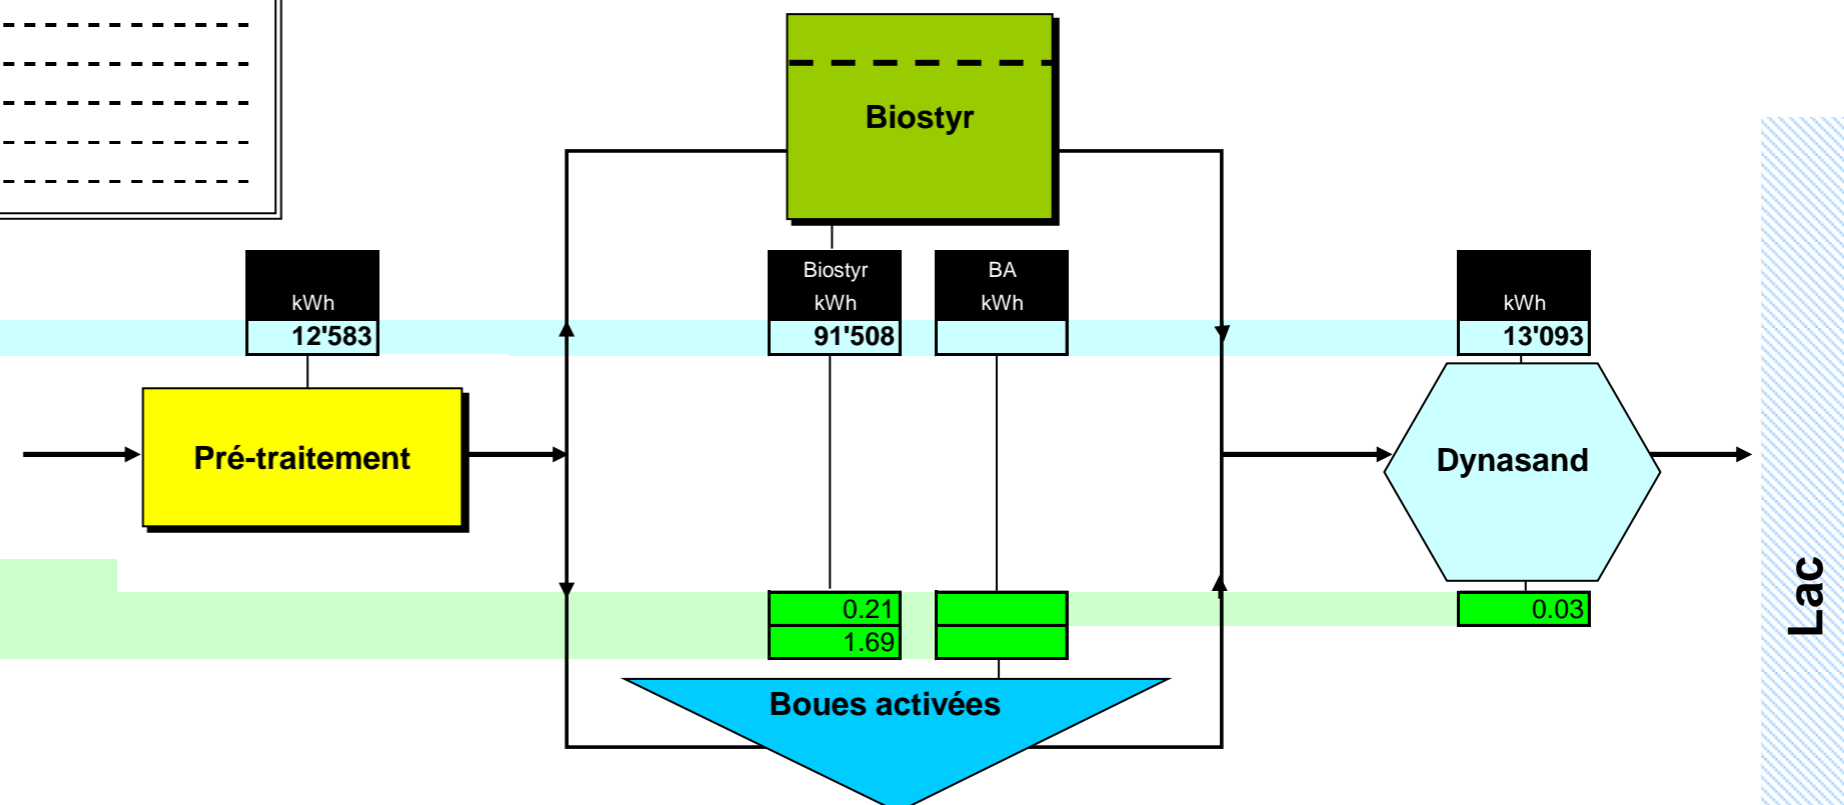 Biostyr
kWh
Biostyr
kWh
BA
kWh
kWh
12'583
91'508
13'093
Pré-traitement
Dynasand
0.21
1.69
0.03
Boues activées
Lac